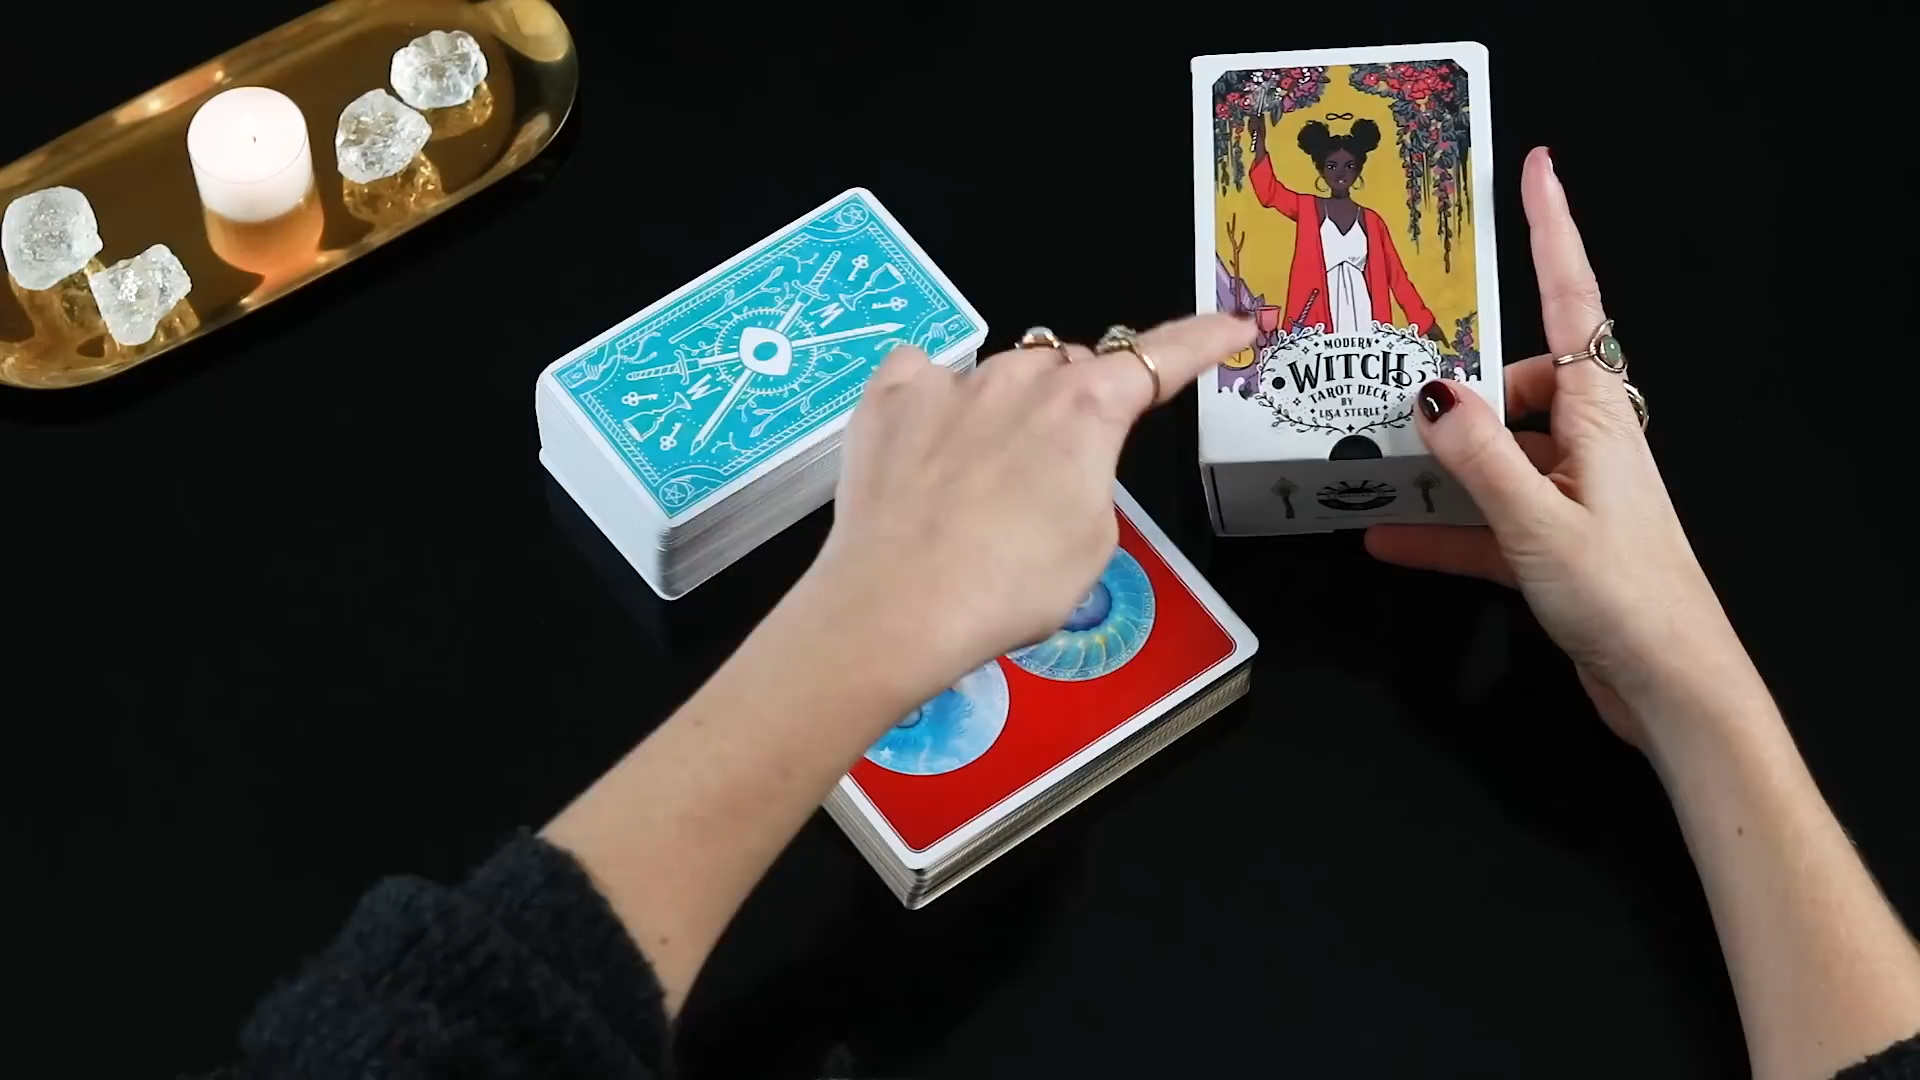 MODERN
WITCH
TAROT DECK
BY
LISA STERLE
W
W